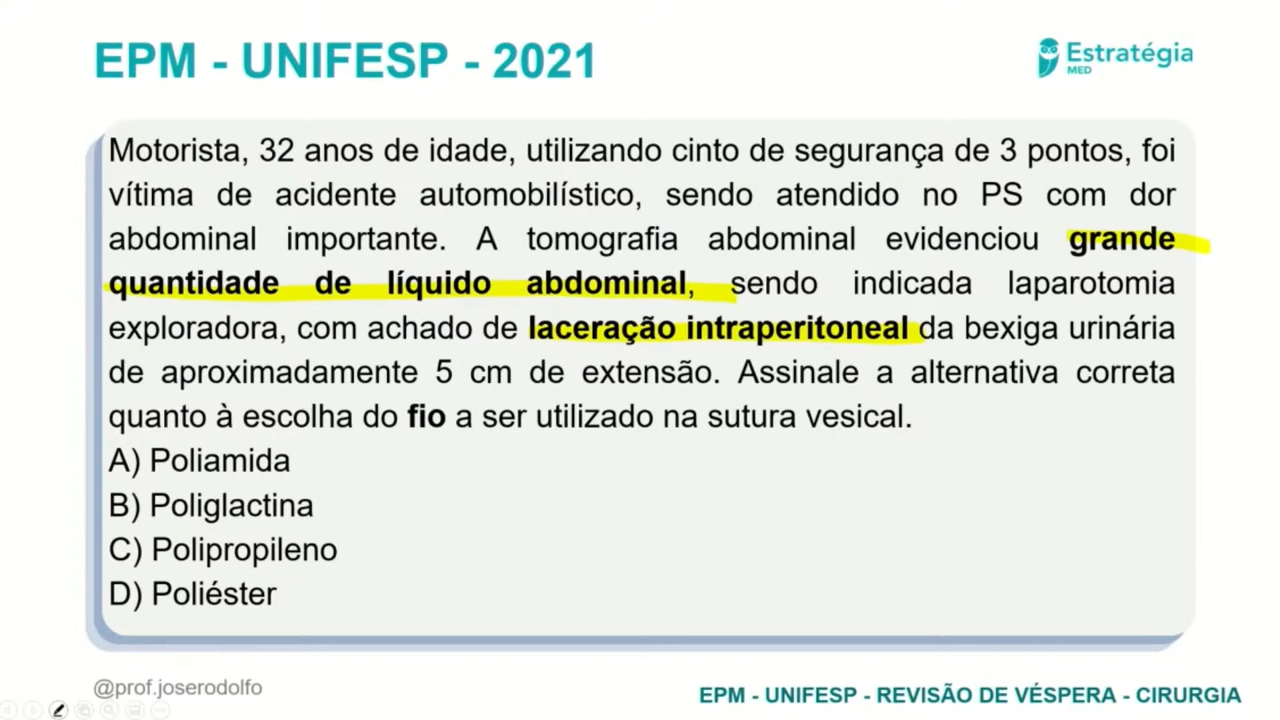 EPM - UNIFESP - 2021
Estratégia
MED
Motorista, 32 anos de idade, utilizando cinto de segurança de 3 pontos, foi
vítima de acidente automobilístico, sendo atendido no PS com dor
abdominal importante. A tomografia abdominal evidenciou grande
quantidade de líquido abdominal, sendo indicada laparotomia
exploradora, com achado de laceração intraperitoneal da bexiga urinária
de aproximadamente 5 cm de extensão. Assinale a alternativa correta
quanto à escolha do fio a ser utilizado na sutura vesical.
A) Poliamida
B) Poliglactina
C) Polipropileno
D) Poliéster
@prof.joserodolfo
EPM - UNIFESP - REVISÃO DE VÉSPERA - CIRURGIA